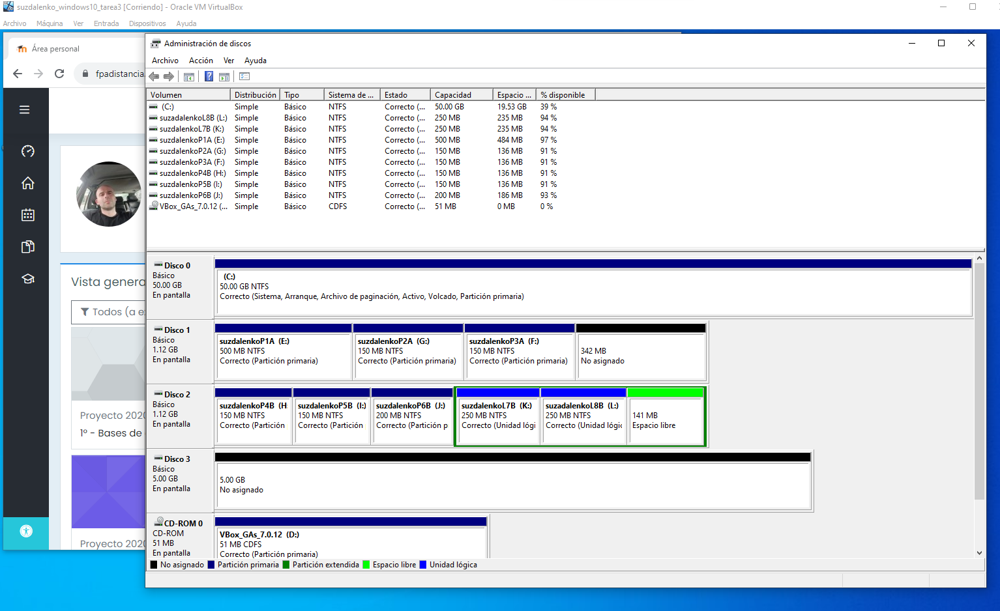 suzdalenko_windows10_tarea3 [Corriendo] - Oracle VM VirtualBox
Archivo Máquina Ver Entrada Dispositivos Ayuda
Área personal
fpadistancia.
Vista genera
Todos (a e
Proyecto 2020
1º - Bases de
Proyecto 2020
Administración de discos
Archivo Acción Ver Ayuda
Volumen Distribución Tipo Sistema de ... Estado Capacidad Espacio ... % disponible
(C:) Simple Básico NTFS Correcto (... 50.00 GB 19.53 GB 39 %
suzadalenkoL8B (L:) Simple Básico NTFS Correcto (... 250 MB 235 MB 94 %
suzdalenkoL7B (K:) Simple Básico NTFS Correcto (... 250 MB 235 MB 94 %
suzdalenkoP1A (E:) Simple Básico NTFS Correcto (... 500 MB 484 MB 97 %
suzdalenkoP2A (G:) Simple Básico NTFS Correcto (... 150 MB 136 MB 91 %
suzdalenkoP3A (F:) Simple Básico NTFS Correcto (... 150 MB 136 MB 91 %
suzdalenkoP4B (H:) Simple Básico NTFS Correcto (... 150 MB 136 MB 91 %
suzdalenkoP5B (I:) Simple Básico NTFS Correcto (... 150 MB 136 MB 91 %
suzdalenkoP6B (J:) Simple Básico NTFS Correcto (... 200 MB 186 MB 93 %
VBox_GAs_7.0.12 (... Simple Básico CDFS Correcto (... 51 MB 0 MB 0 %
Disco 0
Básico
50.00 GB
En pantalla
(C:)
50.00 GB NTFS
Correcto (Sistema, Arranque, Archivo de paginación, Activo, Volcado, Partición primaria)
Disco 1
Básico
1.12 GB
En pantalla
suzdalenkoP1A (E:)
500 MB NTFS
Correcto (Partición primaria)
suzdalenkoP2A (G:)
150 MB NTFS
Correcto (Partición primaria)
suzdalenkoP3A (F:)
150 MB NTFS
Correcto (Partición primaria)
342 MB
No asignado
Disco 2
Básico
1.12 GB
En pantalla
suzdalenkoP4B (H
150 MB NTFS
Correcto (Partición
suzdalenkoP5B (I:)
150 MB NTFS
Correcto (Partición
suzdalenkoP6B (J:)
200 MB NTFS
Correcto (Partición p
suzdalenkoL7B (K:)
250 MB NTFS
Correcto (Unidad lógi
suzadalenkoL8B (L:)
250 MB NTFS
Correcto (Unidad lógic
141 MB
Espacio libre
Disco 3
Básico
5.00 GB
En pantalla
5.00 GB
No asignado
CD-ROM 0
CD-ROM
51 MB
En pantalla
VBox_GAs_7.0.12 (D:)
51 MB CDFS
Correcto (Partición primaria)
No asignado Partición primaria Partición extendida Espacio libre Unidad lógica